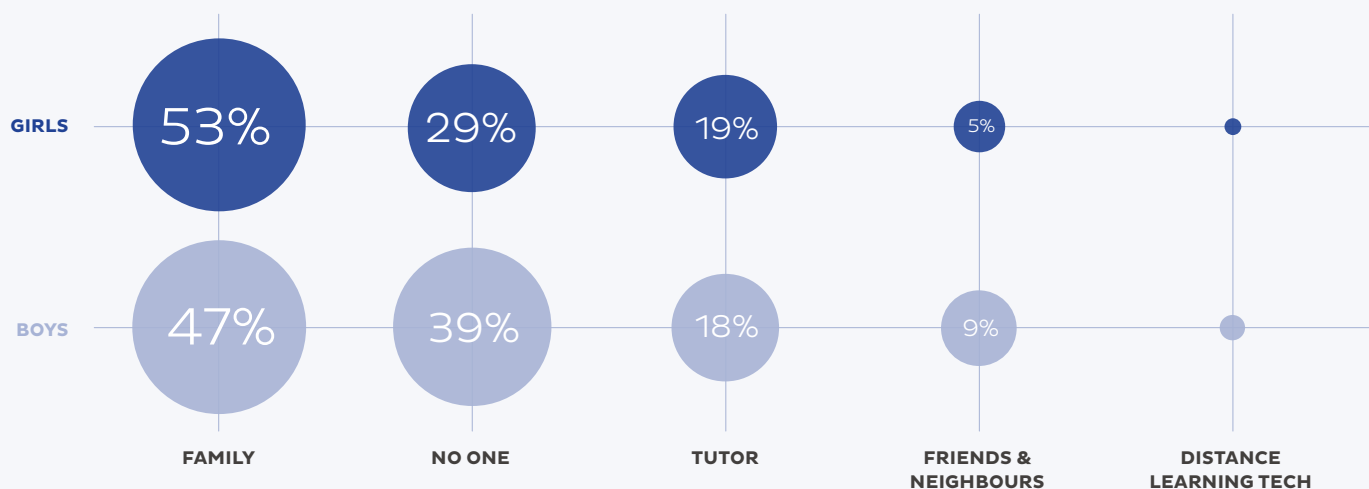 GIRLS
53%
29%
19%
5%
BOYS
47%
39%
18%
9%
FAMILY
NO ONE
TUTOR
FRIENDS &
NEIGHBOURS
DISTANCE
LEARNING TECH